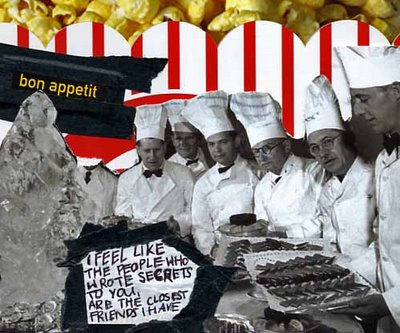 bon appetit
I FEEL LIKE
THE PEOPLE WHO
WROTE SECRETS
TO YOU,
ARE THE CLOSEST
FRIENDS I HAVE